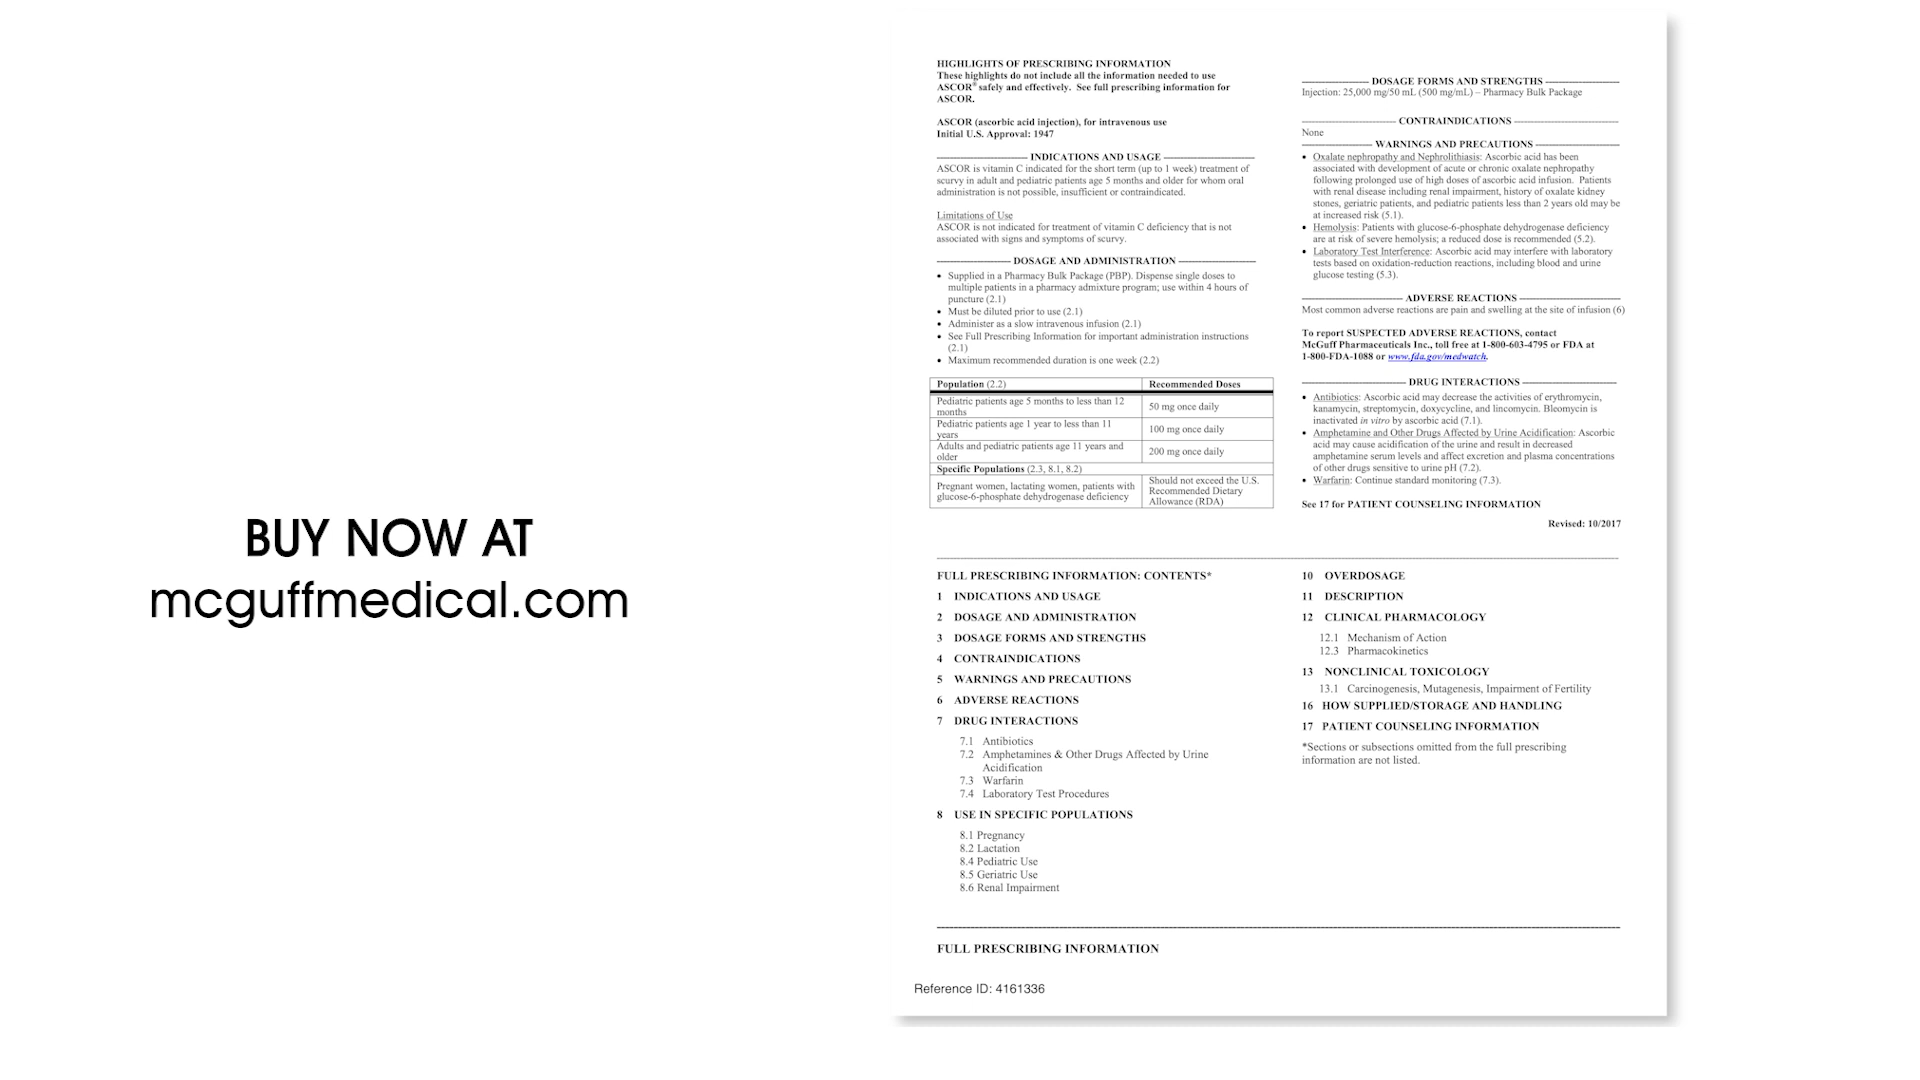 BUY NOW AT
mcguffmedical.com
HIGHLIGHTS OF PRESCRIBING INFORMATION
These highlights do not include all the information needed to use
ASCOR® safely and effectively. See full prescribing information for
ASCOR.
ASCOR (ascorbic acid injection), for intravenous use
Initial U.S. Approval: 1947
INDICATIONS AND USAGE
ASCOR is vitamin C indicated for the short term (up to 1 week) treatment of
scurvy in adult and pediatric patients age 5 months and older for whom oral
administration is not possible, insufficient or contraindicated.
Limitations of Use
ASCOR is not indicated for treatment of vitamin C deficiency that is not
associated with signs and symptoms of scurvy.
DOSAGE AND ADMINISTRATION
• Supplied in a Pharmacy Bulk Package (PBP). Dispense single doses to
multiple patients in a pharmacy admixture program; use within 4 hours of
puncture (2.1)
• Must be diluted prior to use (2.1)
• Administer as a slow intravenous infusion (2.1)
• See Full Prescribing Information for important administration instructions
(2.1)
• Maximum recommended duration is one week (2.2)
Population (2.2) Recommended Doses
Pediatric patients age 5 months to less than 12
months
50 mg once daily
Pediatric patients age 1 year to less than 11
years
100 mg once daily
Adults and pediatric patients age 11 years and
older
200 mg once daily
Specific Populations (2.3, 8.1, 8.2)
Pregnant women, lactating women, patients with
glucose-6-phosphate dehydrogenase deficiency
Should not exceed the U.S.
Recommended Dietary
Allowance (RDA)
DOSAGE FORMS AND STRENGTHS
Injection: 25,000 mg/50 mL (500 mg/mL) – Pharmacy Bulk Package
CONTRAINDICATIONS
None
WARNINGS AND PRECAUTIONS
• Oxalate nephropathy and Nephrolithiasis: Ascorbic acid has been
associated with development of acute or chronic oxalate nephropathy
following prolonged use of high doses of ascorbic acid infusion. Patients
with renal disease including renal impairment, history of oxalate kidney
stones, geriatric patients, and pediatric patients less than 2 years old may be
at increased risk (5.1).
• Hemolysis: Patients with glucose-6-phosphate dehydrogenase deficiency
are at risk of severe hemolysis; a reduced dose is recommended (5.2).
• Laboratory Test Interference: Ascorbic acid may interfere with laboratory
tests based on oxidation-reduction reactions, including blood and urine
glucose testing (5.3).
ADVERSE REACTIONS
Most common adverse reactions are pain and swelling at the site of infusion (6)
To report SUSPECTED ADVERSE REACTIONS, contact
McGuff Pharmaceuticals Inc., toll free at 1-800-603-4795 or FDA at
1-800-FDA-1088 or www.fda.gov/medwatch.
DRUG INTERACTIONS
• Antibiotics: Ascorbic acid may decrease the activities of erythromycin,
kanamycin, streptomycin, doxycycline, and lincomycin. Bleomycin is
inactivated in vitro by ascorbic acid (7.1).
• Amphetamine and Other Drugs Affected by Urine Acidification: Ascorbic
acid may cause acidification of the urine and result in decreased
amphetamine serum levels and affect excretion and plasma concentrations
of other drugs sensitive to urine pH (7.2).
• Warfarin: Continue standard monitoring (7.3).
See 17 for PATIENT COUNSELING INFORMATION
Revised: 10/2017
FULL PRESCRIBING INFORMATION: CONTENTS*
1 INDICATIONS AND USAGE
2 DOSAGE AND ADMINISTRATION
3 DOSAGE FORMS AND STRENGTHS
4 CONTRAINDICATIONS
5 WARNINGS AND PRECAUTIONS
6 ADVERSE REACTIONS
7 DRUG INTERACTIONS
7.1 Antibiotics
7.2 Amphetamines & Other Drugs Affected by Urine
Acidification
7.3 Warfarin
7.4 Laboratory Test Procedures
8 USE IN SPECIFIC POPULATIONS
8.1 Pregnancy
8.2 Lactation
8.4 Pediatric Use
8.5 Geriatric Use
8.6 Renal Impairment
10 OVERDOSAGE
11 DESCRIPTION
12 CLINICAL PHARMACOLOGY
12.1 Mechanism of Action
12.3 Pharmacokinetics
13 NONCLINICAL TOXICOLOGY
13.1 Carcinogenesis, Mutagenesis, Impairment of Fertility
16 HOW SUPPLIED/STORAGE AND HANDLING
17 PATIENT COUNSELING INFORMATION
*Sections or subsections omitted from the full prescribing
information are not listed.
FULL PRESCRIBING INFORMATION
Reference ID: 4161336